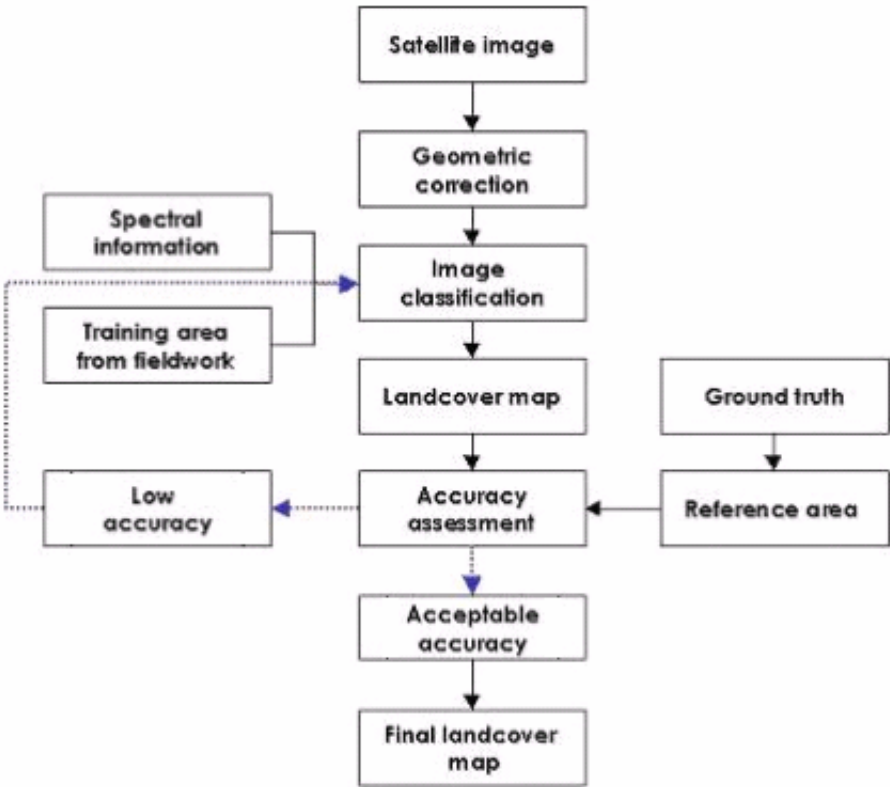 Satellite image
Geometric
correction
Spectral
information
Image
classification
Training area
from fieldwork
Landcover map
Ground truth
Low
accuracy
Accuracy
assessment
Reference area
Acceptable
accuracy
Final landcover
map